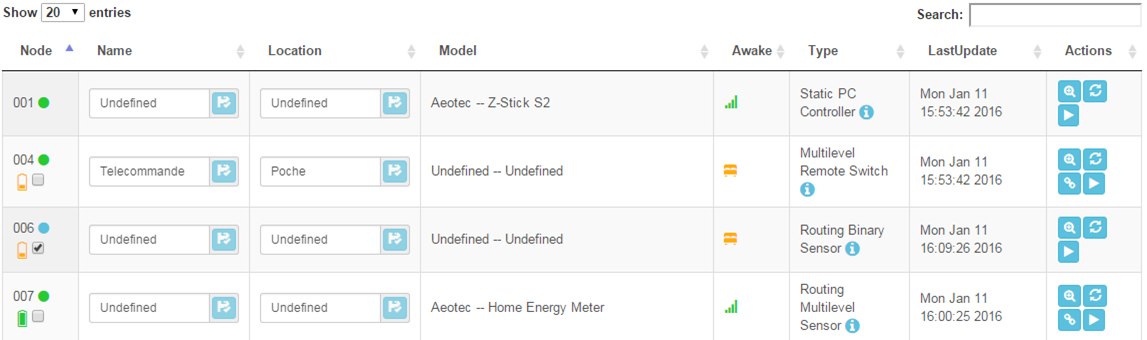 Show 20 entries
Search:
Node Name Location Model Awake Type LastUpdate Actions
001 Undefined Undefined Aeotec -- Z-Stick S2 Static PC Mon Jan 11
Controller 15:53:42 2016
004 Telecommande Poche Undefined -- Undefined Multilevel Mon Jan 11
Remote Switch 15:53:42 2016
006 Undefined Undefined Undefined -- Undefined Routing Binary Mon Jan 11
Sensor 16:09:26 2016
007 Undefined Undefined Aeotec -- Home Energy Meter Routing Mon Jan 11
Multilevel 16:00:25 2016
Sensor